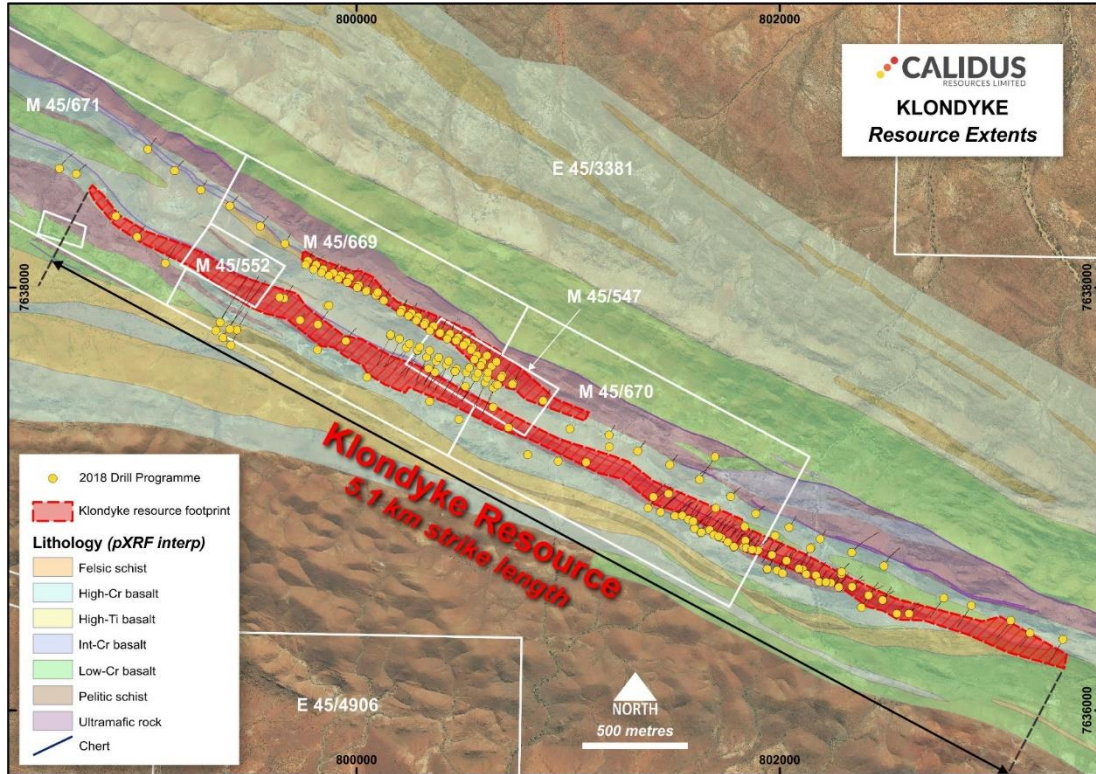 800000
802000
CALIDUS
RESOURCES LIMITED
KLONDYKE
Resource Extents
M 45/671
E 45/3381
M 45/669
M 45/552
7638000
7638000
M 45/547
M 45/670
Klondyke Resource
5.1 km strike length
2018 Drill Programme
Klondyke resource footprint
Lithology (pXRF interp)
Felsic schist
High-Cr basalt
High-Ti basalt
Int-Cr basalt
Low-Cr basalt
Pelitic schist
Ultramafic rock
Chert
E 45/4906
NORTH
500 metres
7636000
800000
802000